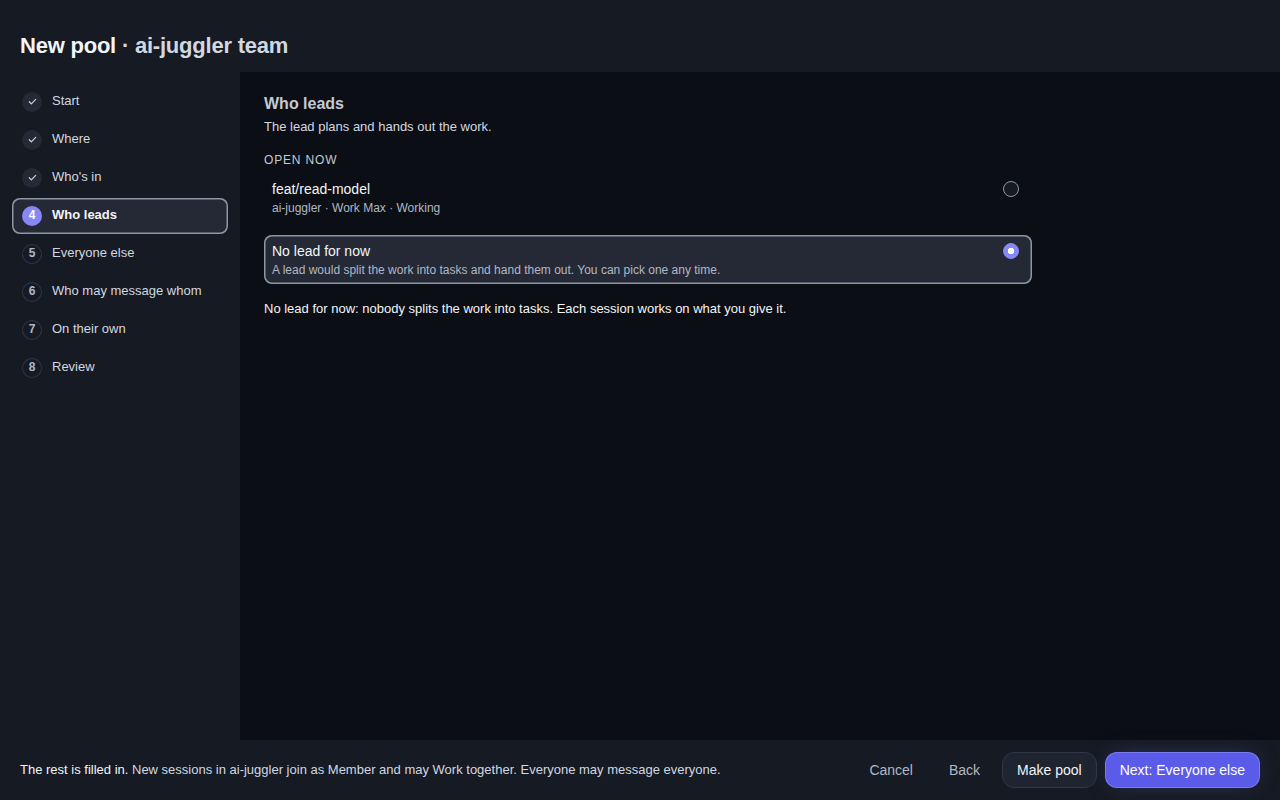 New pool · ai-juggler team
Start
Where
Who's in
4 Who leads
5 Everyone else
6 Who may message whom
7 On their own
8 Review
Who leads
The lead plans and hands out the work.
OPEN NOW
feat/read-model
ai-juggler · Work Max · Working
No lead for now
A lead would split the work into tasks and hand them out. You can pick one any time.
No lead for now: nobody splits the work into tasks. Each session works on what you give it.
The rest is filled in. New sessions in ai-juggler join as Member and may Work together. Everyone may message everyone.
Cancel Back Make pool Next: Everyone else